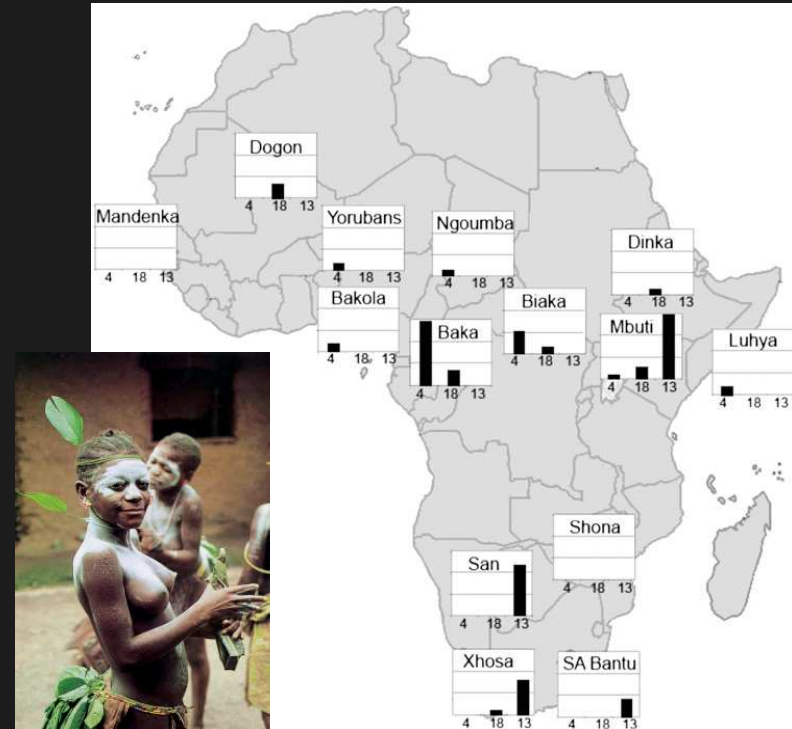 Dogon
4 18 13
Mandenka
4 18 13
Yorubans
4 18 13
Ngoumba
4 18 13
Dinka
4 18 13
Bakola
4 18 13
Baka
4 18 13
Biaka
4 18 13
Mbuti
4 18 13
Luhya
4 18 13
Shona
4 18 13
San
4 18 13
Xhosa
4 18 13
SA Bantu
4 18 13